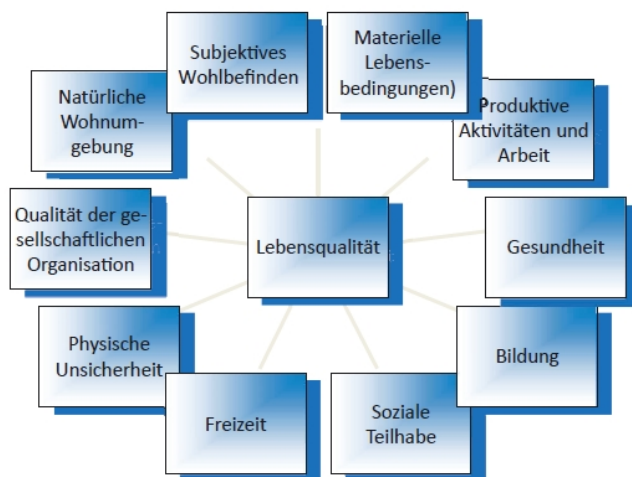 Subjektives
Wohlbefinden
Materielle
Lebens-
bedingungen)
Natürliche
Wohnum-
gebung
Produktive
Aktivitäten und
Arbeit
Qualität der ge-
sellschaftlichen
Organisation
Lebensqualität
Gesundheit
Physische
Unsicherheit
Bildung
Freizeit
Soziale
Teilhabe